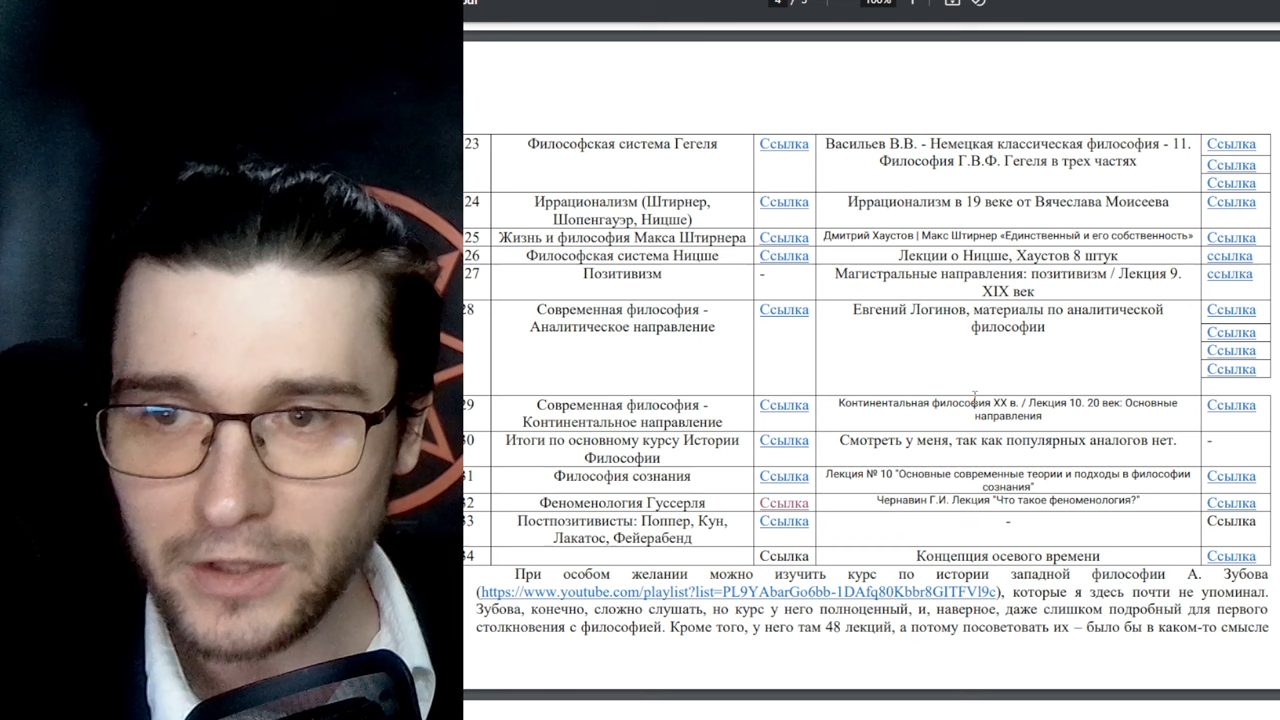 100%
23 Философская система Гегеля Ссылка Васильев В.В. - Немецкая классическая философия - 11. Ссылка
Философия Г.В.Ф. Гегеля в трех частях Ссылка
Ссылка
24 Иррационализм (Штирнер, Ссылка Иррационализм в 19 веке от Вячеслава Моисеева Ссылка
Шопенгауэр, Ницше)
25 Жизнь и философия Макса Штирнера Ссылка Дмитрий Хаустов | Макс Штирнер «Единственный и его собственность» Ссылка
26 Философская система Ницше Ссылка Лекции о Ницше, Хаустов 8 штук ссылка
27 Позитивизм - Магистральные направления: позитивизм / Лекция 9. ссылка
XIX век
28 Современная философия - Ссылка Евгений Логинов, материалы по аналитической Ссылка
Аналитическое направление философии Ссылка
Ссылка
Ссылка
29 Современная философия - Ссылка Континентальная философия XX в. / Лекция 10. 20 век: Основные Ссылка
Континентальное направление направления
30 Итоги по основному курсу Истории Ссылка Смотреть у меня, так как популярных аналогов нет. -
Философии
31 Философия сознания Ссылка Лекция № 10 "Основные современные теории и подходы в философии Ссылка
сознания"
32 Феноменология Гуссерля Ссылка Чернавин Г.И. Лекция "Что такое феноменология?" Ссылка
33 Постпозитивисты: Поппер, Кун, Ссылка - Ссылка
Лакатос, Фейерабенд
34 Ссылка Концепция осевого времени Ссылка
При особом желании можно изучить курс по истории западной философии А. Зубова
(https://www.youtube.com/playlist?list=PL9YAbarGo6bb-1DAfq80Kbbr8GITFVl9c), которые я здесь почти не упоминал.
Зубова, конечно, сложно слушать, но курс у него полноценный, и, наверное, даже слишком подробный для первого
столкновения с философией. Кроме того, у него там 48 лекций, а потому посоветовать их – было бы в каком-то смысле